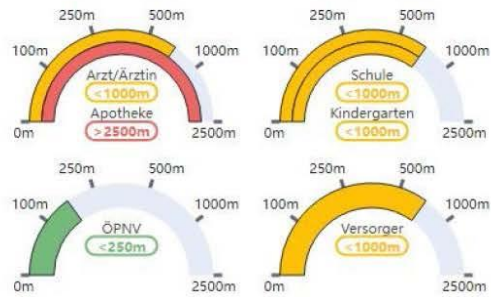 250m 500m
100m 1000m
Arzt/Ärztin
<1000m
Apotheke
>2500m
0m 2500m
250m 500m
100m 1000m
Schule
<1000m
Kindergarten
<1000m
0m 2500m
250m 500m
100m 1000m
ÖPNV
<250m
0m 2500m
250m 500m
100m 1000m
Versorger
<1000m
0m 2500m